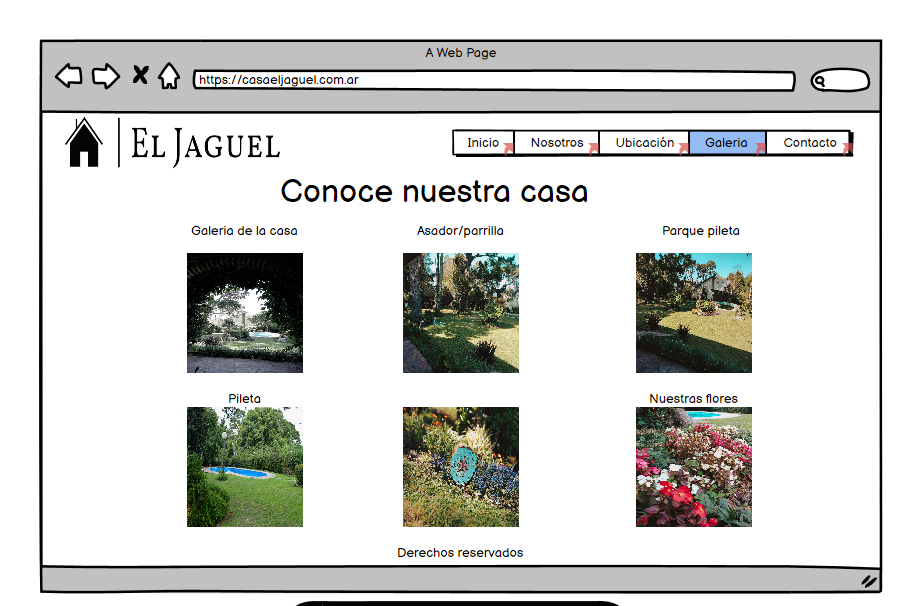 A Web Page
https://casaeljaguel.com.ar
EL JAGUEL
Inicio Nosotros Ubicación Galeria Contacto
Conoce nuestra casa
Galeria de la casa Asador/parrilla Parque pileta
Pileta Nuestras flores
Derechos reservados